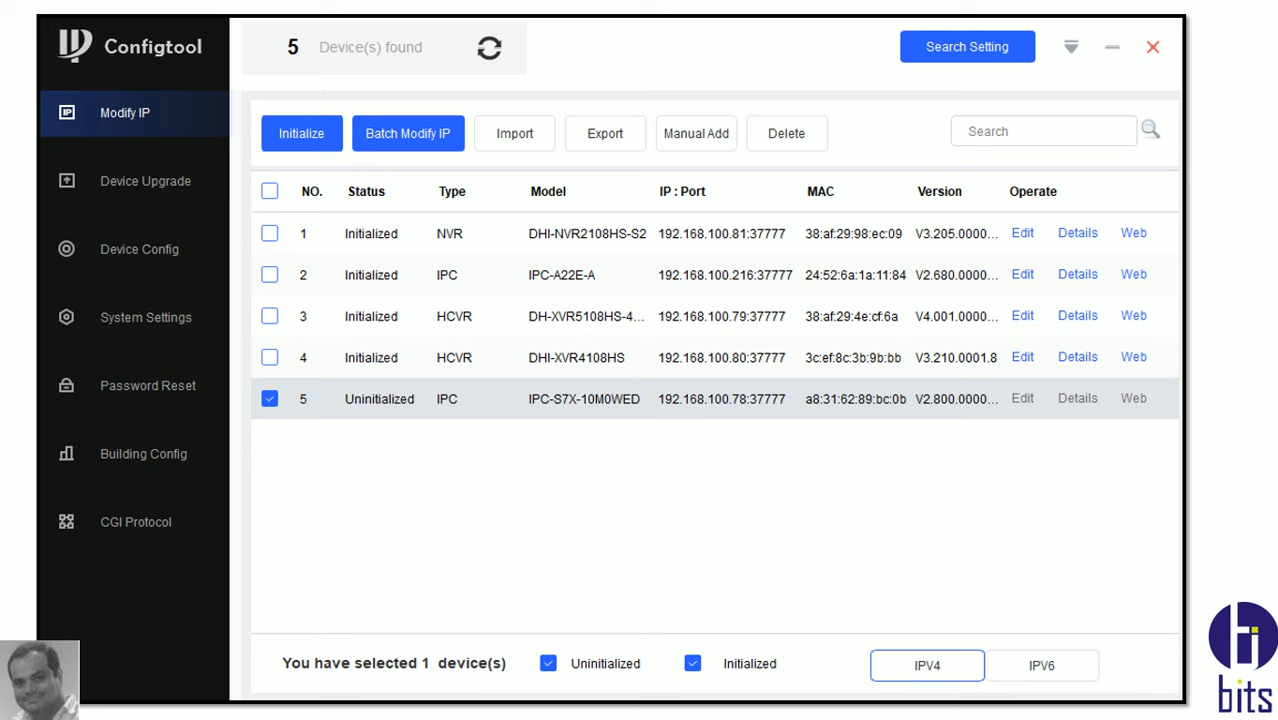 Configtool
5 Device(s) found
Search Setting
IP Modify IP
Device Upgrade
Device Config
System Settings
Password Reset
Building Config
CGI Protocol
Initialize Batch Modify IP Import Export Manual Add Delete Search
NO. Status Type Model IP : Port MAC Version Operate
1 Initialized NVR DHI-NVR2108HS-S2 192.168.100.81:37777 38:af:29:98:ec:09 V3.205.0000... Edit Details Web
2 Initialized IPC IPC-A22E-A 192.168.100.216:37777 24:52:6a:1a:11:84 V2.680.0000... Edit Details Web
3 Initialized HCVR DH-XVR5108HS-4... 192.168.100.79:37777 38:af:29:4e:cf:6a V4.001.0000... Edit Details Web
4 Initialized HCVR DHI-XVR4108HS 192.168.100.80:37777 3c:ef:8c:3b:9b:bb V3.210.0001.8 Edit Details Web
5 Uninitialized IPC IPC-S7X-10M0WED 192.168.100.78:37777 a8:31:62:89:bc:0b V2.800.0000... Edit Details Web
You have selected 1 device(s) Uninitialized Initialized IPV4 IPV6
bits